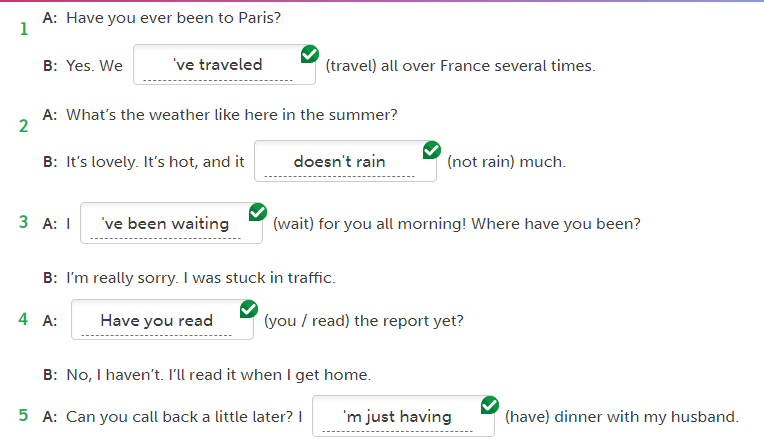 1 A: Have you ever been to Paris?
B: Yes. We 've traveled (travel) all over France several times.
2 A: What's the weather like here in the summer?
B: It's lovely. It's hot, and it doesn't rain (not rain) much.
3 A: I 've been waiting (wait) for you all morning! Where have you been?
B: I'm really sorry. I was stuck in traffic.
4 A: Have you read (you / read) the report yet?
B: No, I haven't. I'll read it when I get home.
5 A: Can you call back a little later? I 'm just having (have) dinner with my husband.